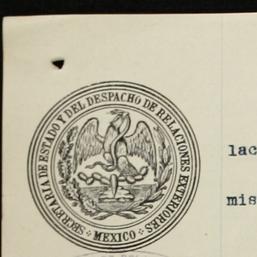 SECRETARIA DE ESTADO Y DEL DESPACHO DE RELACIONES EXTERIORES
· MEXICO ·
lac
mis